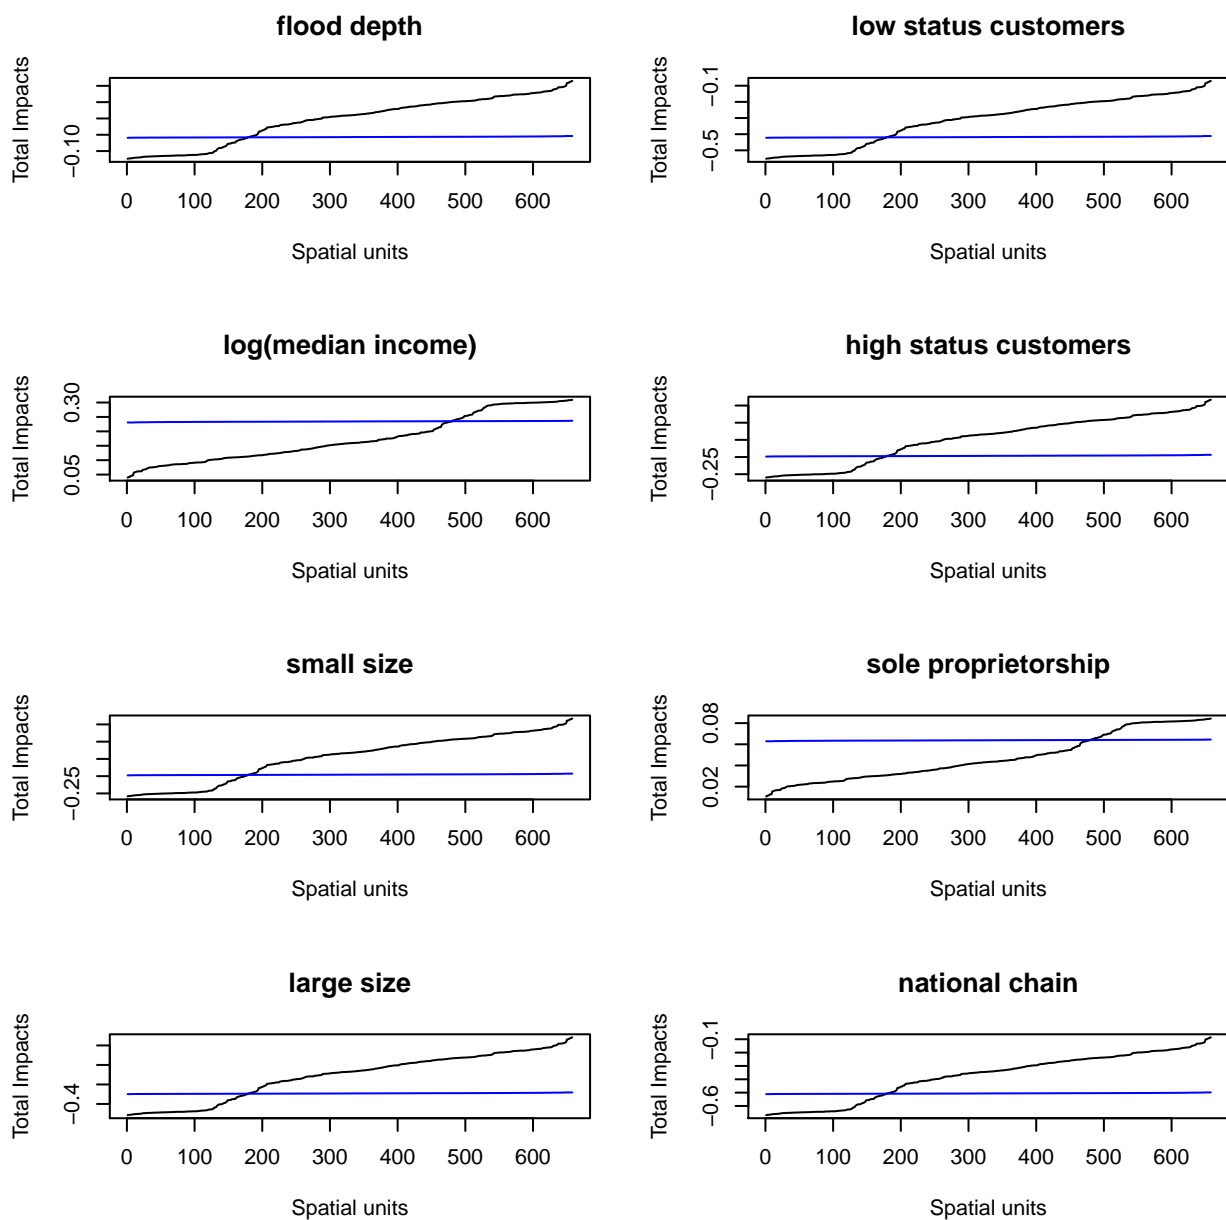 flood depth
Total Impacts
−0.10
0 100 200 300 400 500 600
Spatial units
low status customers
Total Impacts
−0.5 −0.1
0 100 200 300 400 500 600
Spatial units
log(median income)
Total Impacts
0.05 0.30
0 100 200 300 400 500 600
Spatial units
high status customers
Total Impacts
−0.25
0 100 200 300 400 500 600
Spatial units
small size
Total Impacts
−0.25
0 100 200 300 400 500 600
Spatial units
sole proprietorship
Total Impacts
0.02 0.08
0 100 200 300 400 500 600
Spatial units
large size
Total Impacts
−0.4
0 100 200 300 400 500 600
Spatial units
national chain
Total Impacts
−0.6 −0.1
0 100 200 300 400 500 600
Spatial units